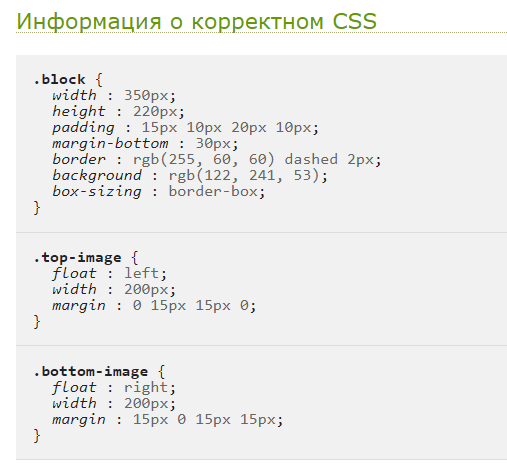 Информация о корректном CSS
.block {
width : 350px;
height : 220px;
padding : 15px 10px 20px 10px;
margin-bottom : 30px;
border : rgb(255, 60, 60) dashed 2px;
background : rgb(122, 241, 53);
box-sizing : border-box;
}
.top-image {
float : left;
width : 200px;
margin : 0 15px 15px 0;
}
.bottom-image {
float : right;
width : 200px;
margin : 15px 0 15px 15px;
}